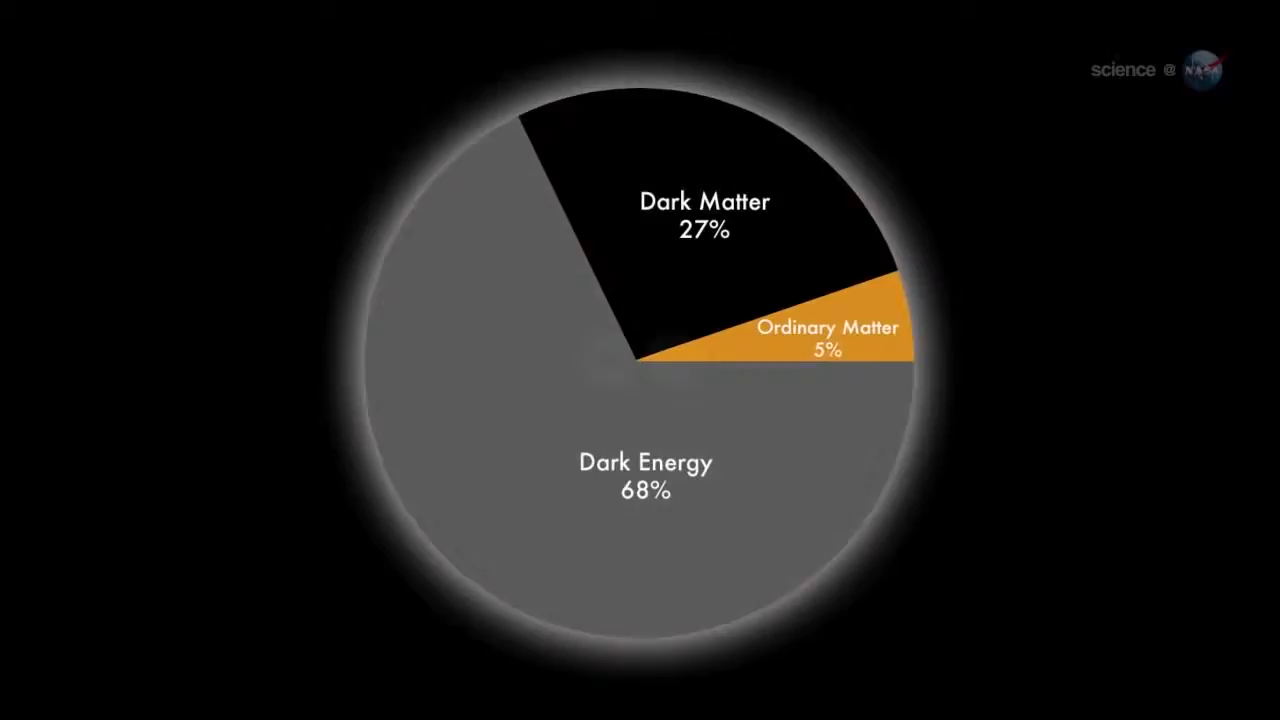 science @ NASA
Dark Matter
27%
Ordinary Matter
5%
Dark Energy
68%